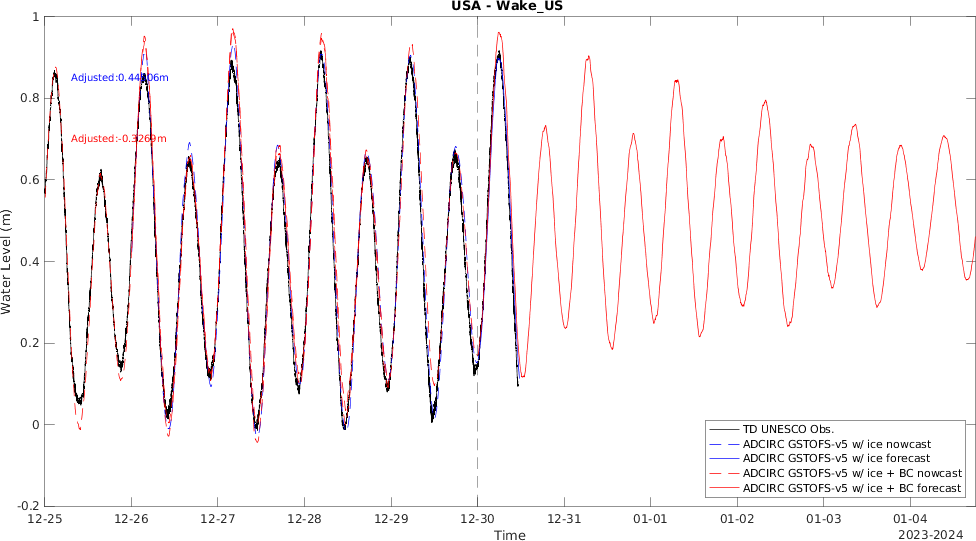 USA - Wake_US
1
0.8
0.6
0.4
0.2
0
-0.2
Water Level (m)
Adjusted:-0.3269m
12-25 12-26 12-27 12-28 12-29 12-30 12-31 01-01 01-02 01-03 01-04
Time
2023-2024
TD UNESCO Obs.
ADCIRC GSTOFS-v5 w/ ice nowcast
ADCIRC GSTOFS-v5 w/ ice forecast
ADCIRC GSTOFS-v5 w/ ice + BC nowcast
ADCIRC GSTOFS-v5 w/ ice + BC forecast